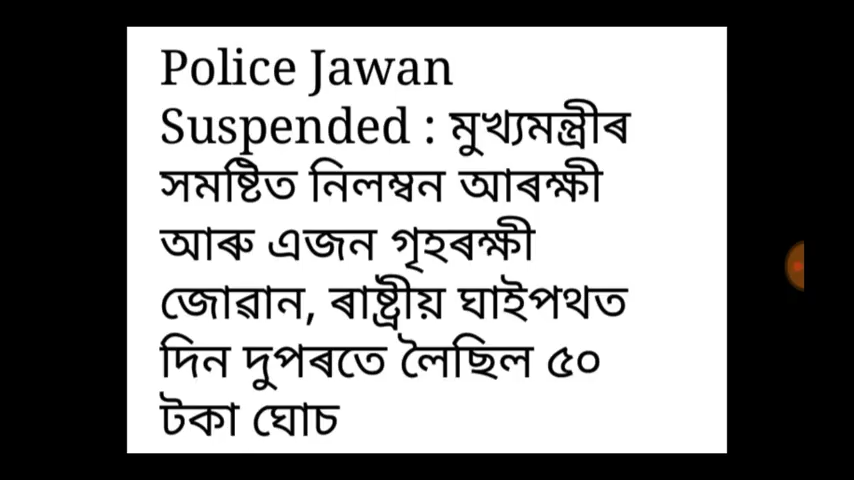 Police Jawan
Suspended : মুখ্যমন্ত্ৰীৰ
সমষ্টিত নিলম্বন আৰক্ষী
আৰু এজন গৃহৰক্ষী
জোৱান, ৰাষ্ট্ৰীয় ঘাইপথত
দিন দুপৰতে লৈছিল ৫০
টকা ঘোচ